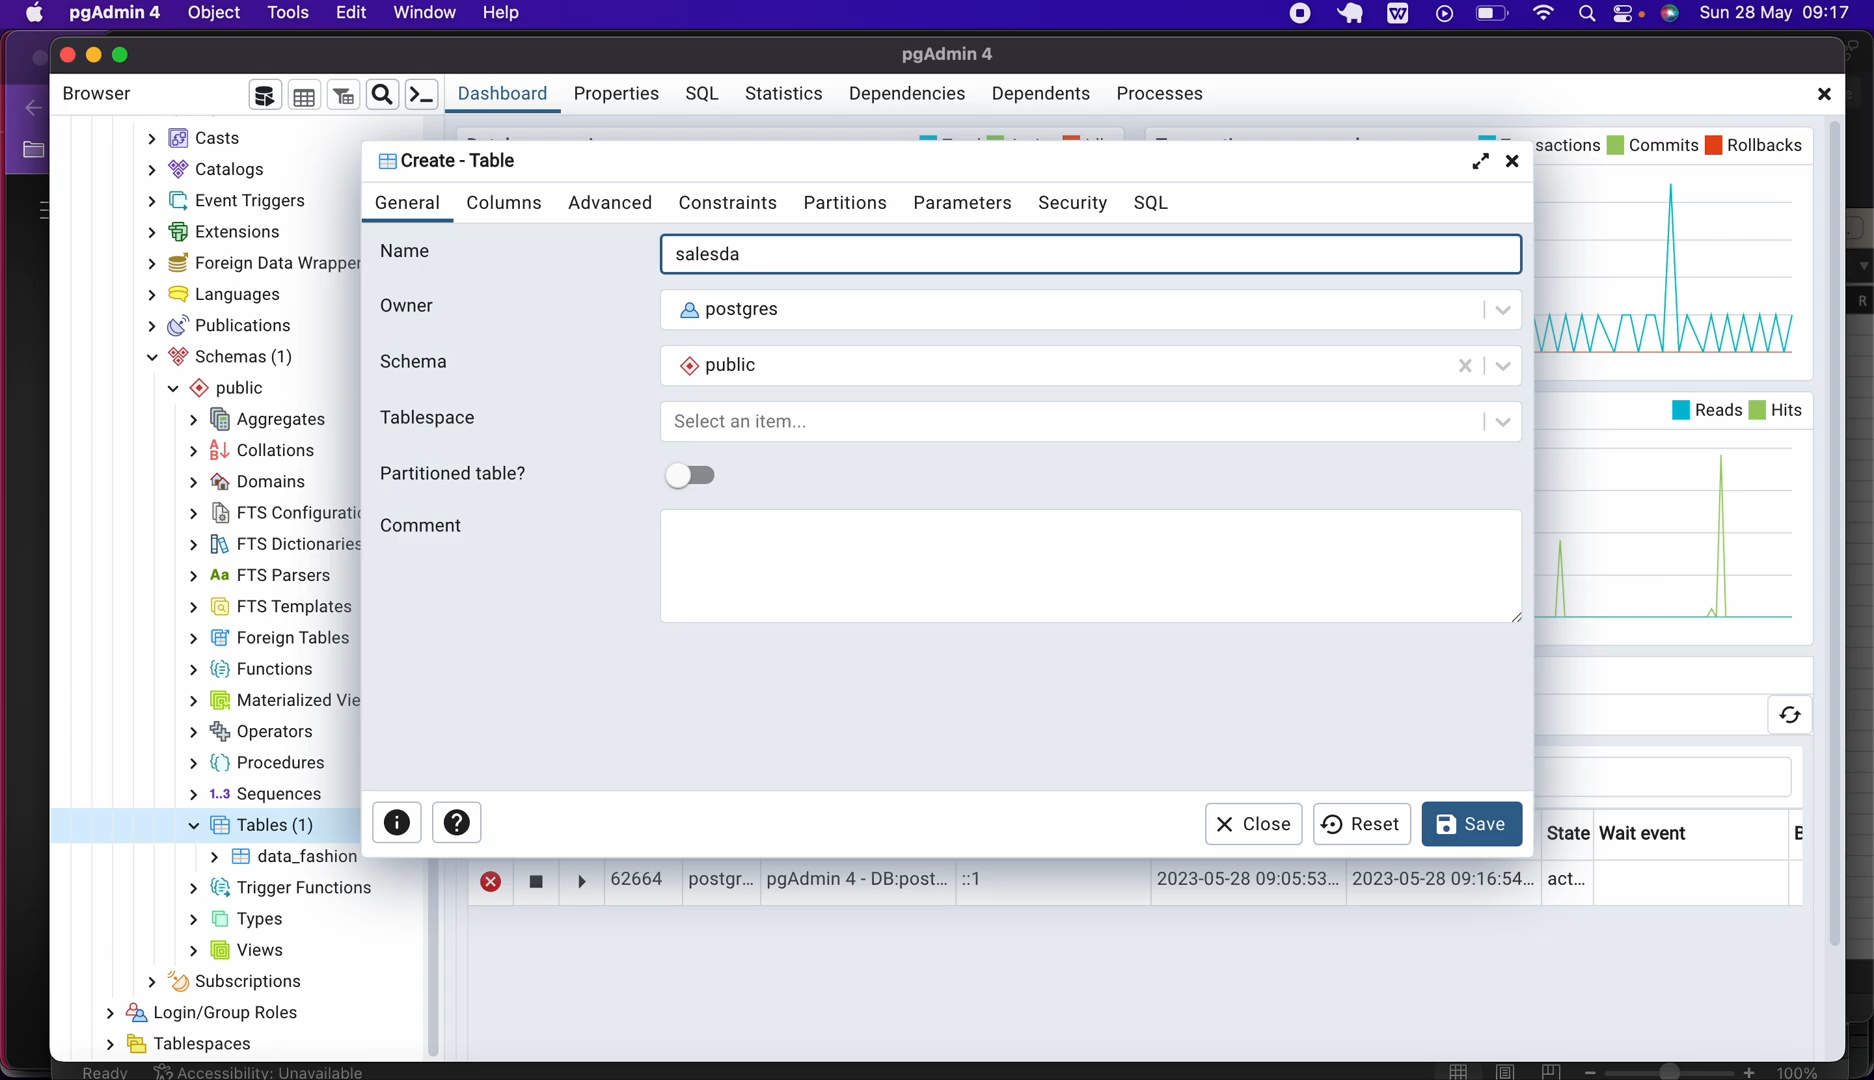 pgAdmin 4 Object Tools Edit Window Help Sun 28 May 09:17
pgAdmin 4
Browser
Dashboard Properties SQL Statistics Dependencies Dependents Processes
Casts
Catalogs
Event Triggers
Extensions
Foreign Data Wrapper
Languages
Publications
Schemas (1)
public
Aggregates
Collations
Domains
FTS Configuratio
FTS Dictionaries
Aa FTS Parsers
FTS Templates
Foreign Tables
Functions
Materialized Vie
Operators
Procedures
1..3 Sequences
Tables (1)
data_fashion
Trigger Functions
Types
Views
Subscriptions
Login/Group Roles
Tablespaces
Create - Table
General Columns Advanced Constraints Partitions Parameters Security SQL
Name salesda
Owner postgres
Schema public
Tablespace Select an item...
Partitioned table?
Comment
Close Reset Save
sactions Commits Rollbacks
Reads Hits
State Wait event
62664 postgr... pgAdmin 4 - DB:post... ::1 2023-05-28 09:05:53... 2023-05-28 09:16:54... act...
Ready Accessibility: Unavailable 100%